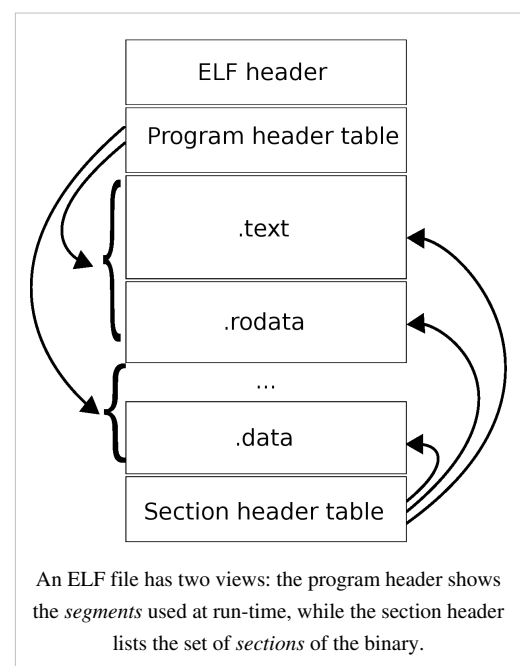 ELF header
Program header table
.text
.rodata
...
.data
Section header table
An ELF file has two views: the program header shows
the segments used at run-time, while the section header
lists the set of sections of the binary.